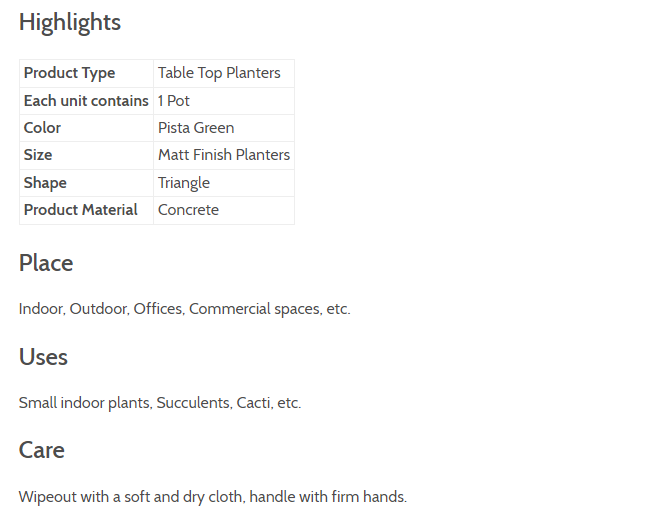 Highlights
Product Type Table Top Planters
Each unit contains 1 Pot
Color Pista Green
Size Matt Finish Planters
Shape Triangle
Product Material Concrete
Place
Indoor, Outdoor, Offices, Commercial spaces, etc.
Uses
Small indoor plants, Succulents, Cacti, etc.
Care
Wipeout with a soft and dry cloth, handle with firm hands.